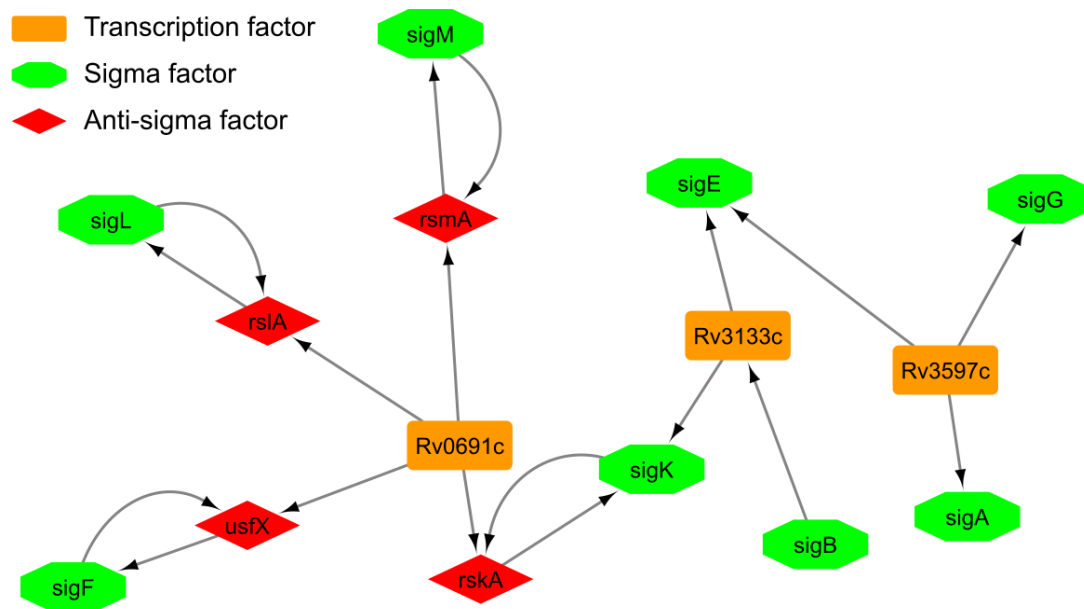 Transcription factor
Sigma factor
Anti-sigma factor
sigM
sigE
sigG
sigL
rsmA
rslA
Rv3133c
Rv3597c
Rv0691c
sigK
usfX
sigA
sigB
sigF
rskA